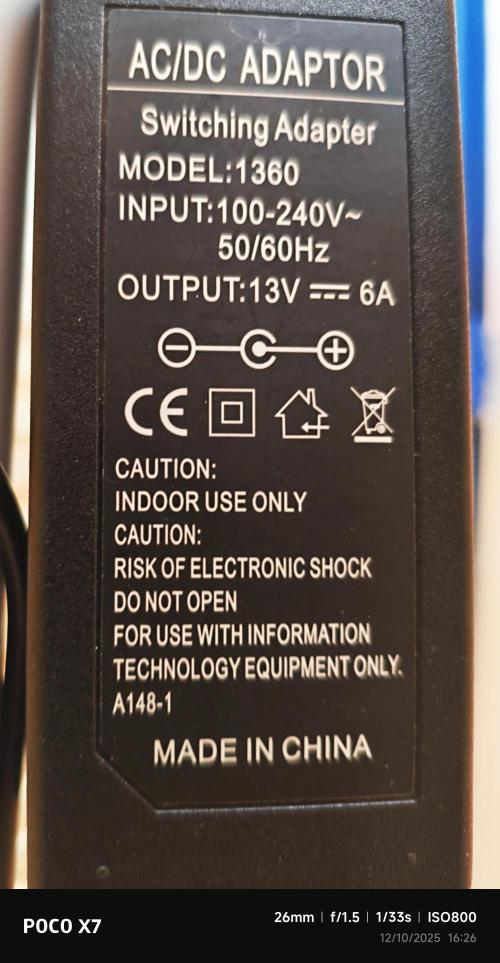 AC/DC ADAPTOR
Switching Adapter
MODEL:1360
INPUT:100-240V~
50/60Hz
OUTPUT:13V ⎓ 6A
CE
CAUTION:
INDOOR USE ONLY
CAUTION:
RISK OF ELECTRONIC SHOCK
DO NOT OPEN
FOR USE WITH INFORMATION
TECHNOLOGY EQUIPMENT ONLY.
A148-1
MADE IN CHINA
POCO X7
26mm | f/1.5 | 1/33s | ISO800
12/10/2025 16:26